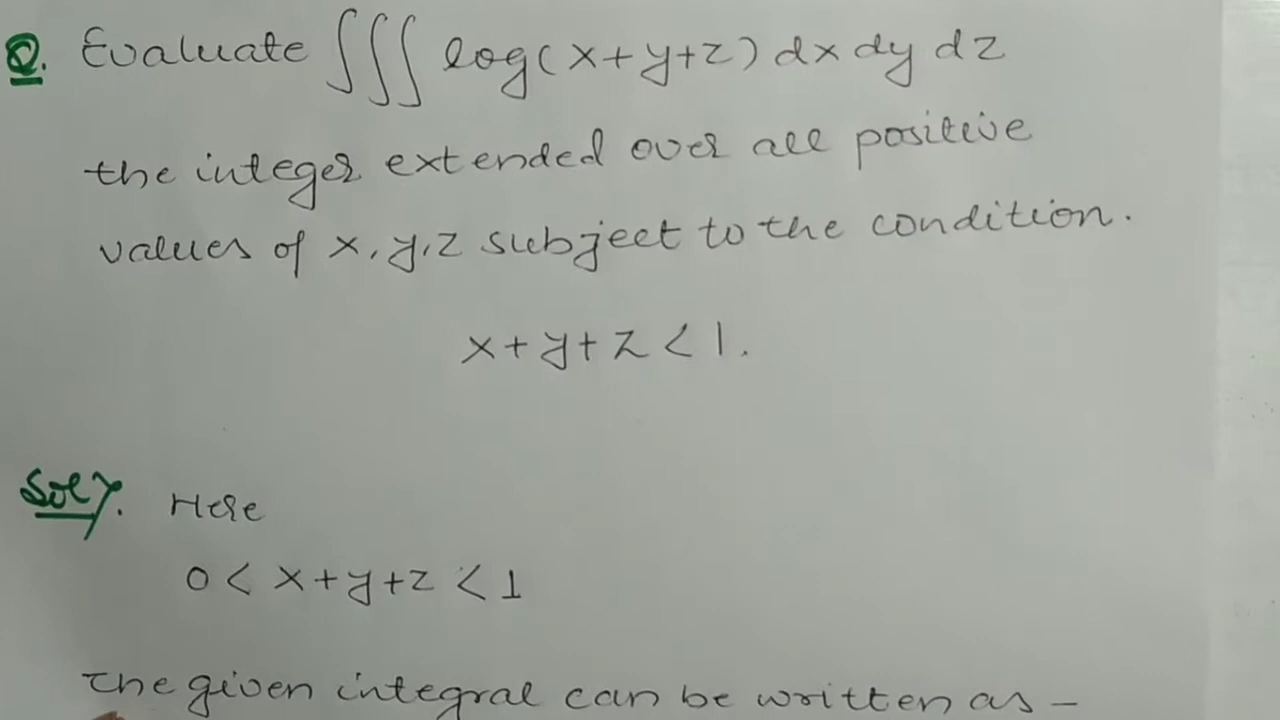 Q. Evaluate ∫∫∫ log(x+y+z) dx dy dz
the integer extended over all positive
values of x, y, z subject to the condition.
x+y+z<1.
Solⁿ. Here
0<x+y+z<1
The given integral can be written as –